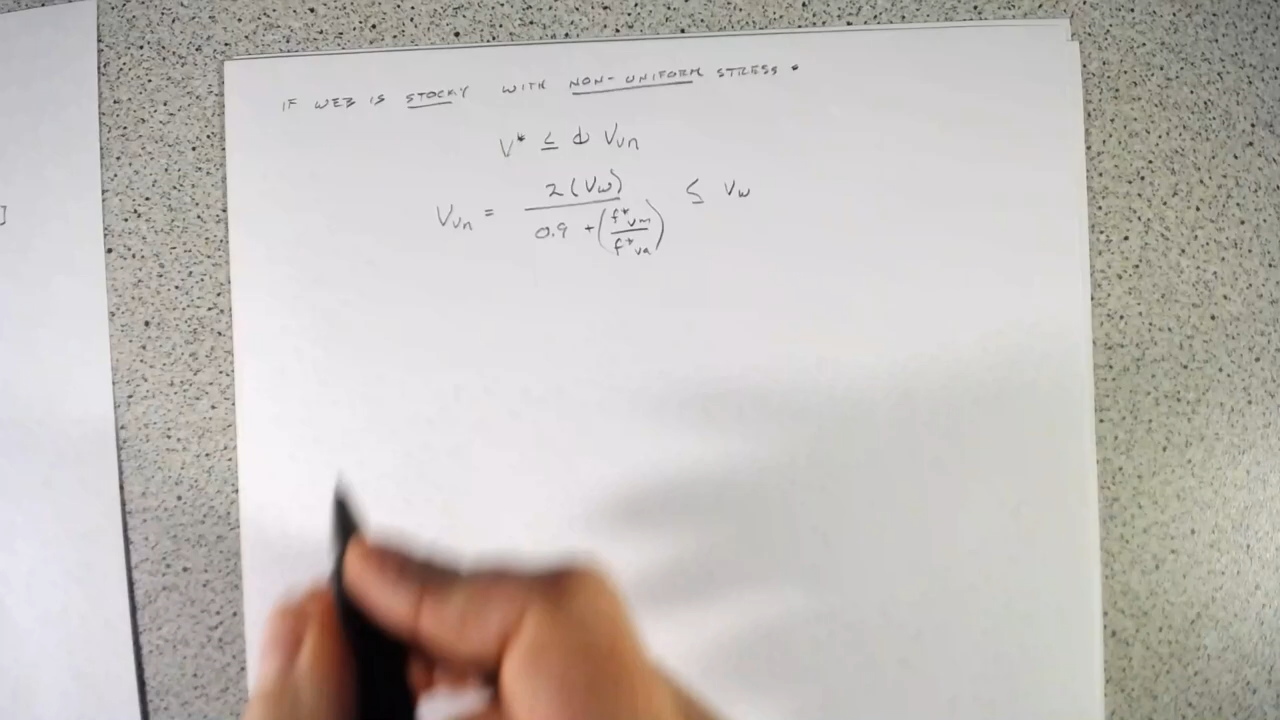 IF WEB IS STOCKY WITH NON-UNIFORM STRESS •
V* ≤ ϕ Vvn
Vvn = 2(Vw) / 0.9 + (f*vm / f*va) ≤ Vw
]